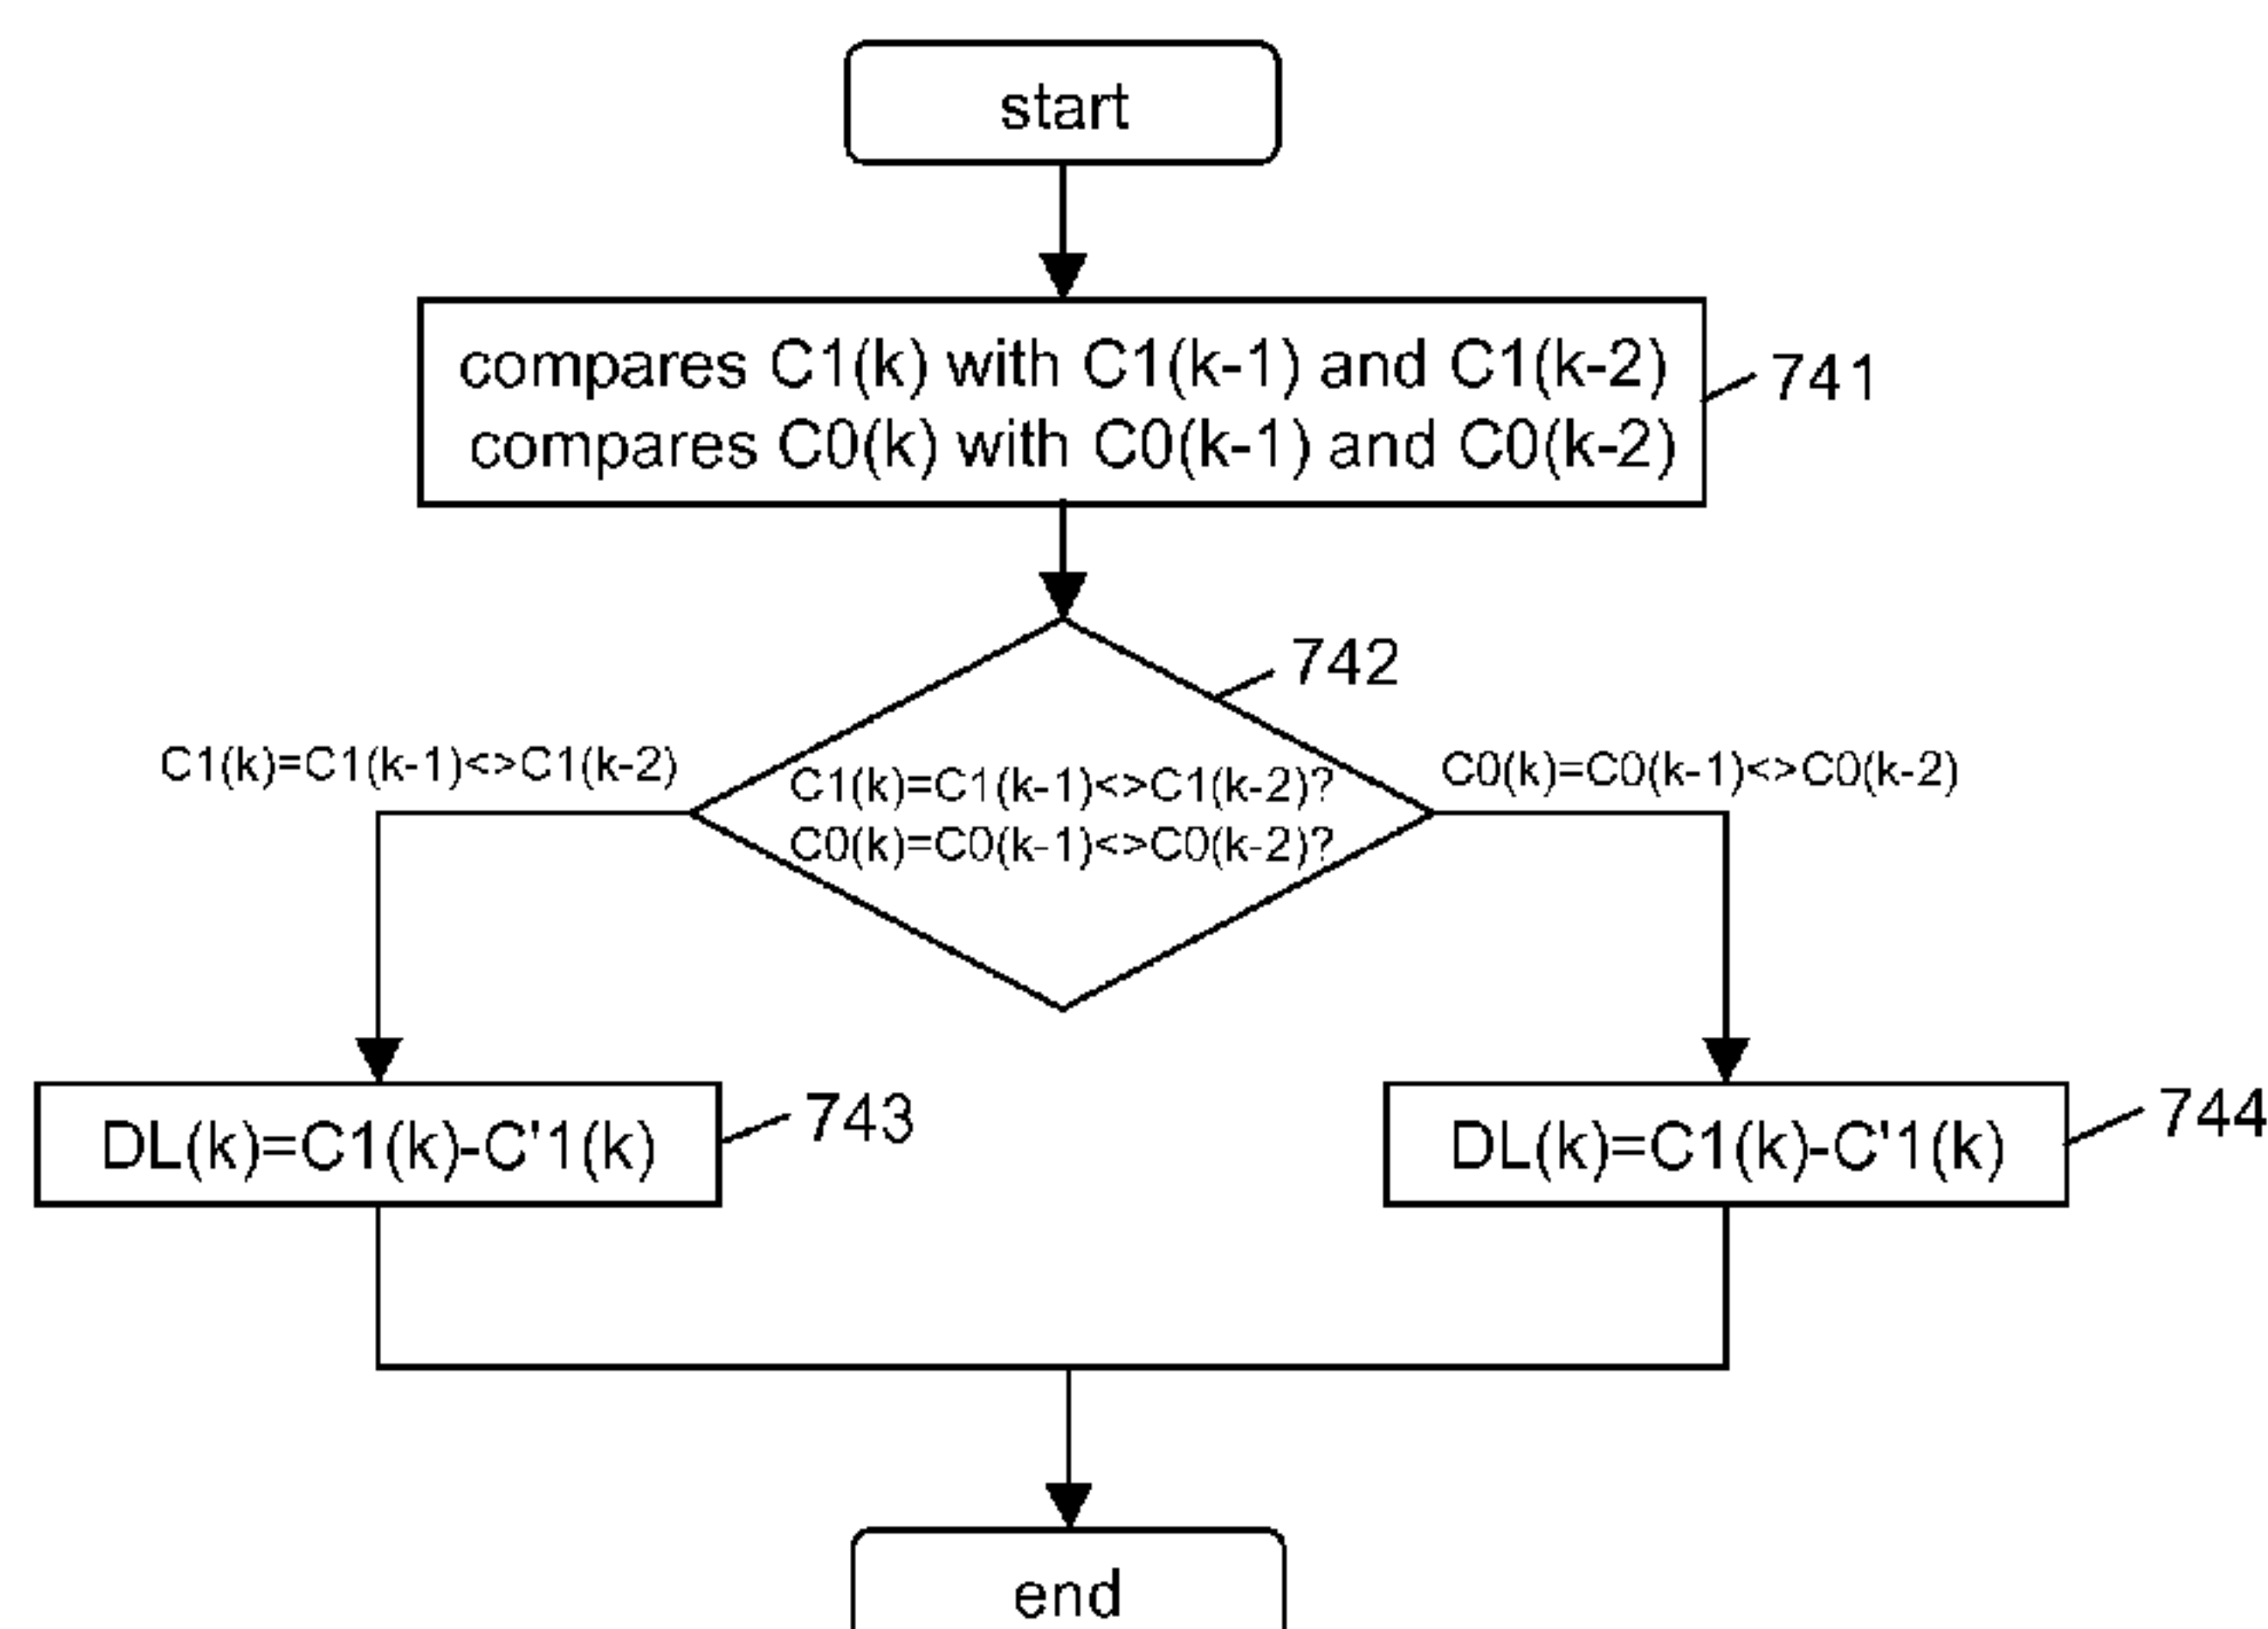 start
compares C1(k) with C1(k-1) and C1(k-2)
compares C0(k) with C0(k-1) and C0(k-2)
741
742
C1(k)=C1(k-1)<>C1(k-2)
C1(k)=C1(k-1)<>C1(k-2)?
C0(k)=C0(k-1)<>C0(k-2)?
C0(k)=C0(k-1)<>C0(k-2)
DL(k)=C1(k)-C'1(k)
743
DL(k)=C1(k)-C'1(k)
744
end